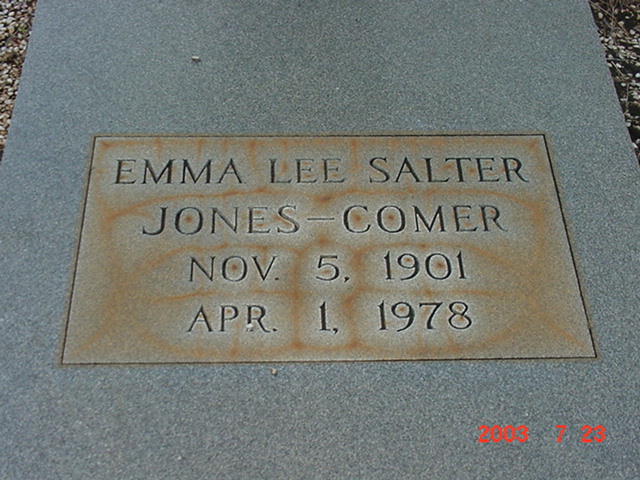 EMMA LEE SALTER
JONES—COMER
NOV. 5, 1901
APR. 1, 1978
2003 7 23